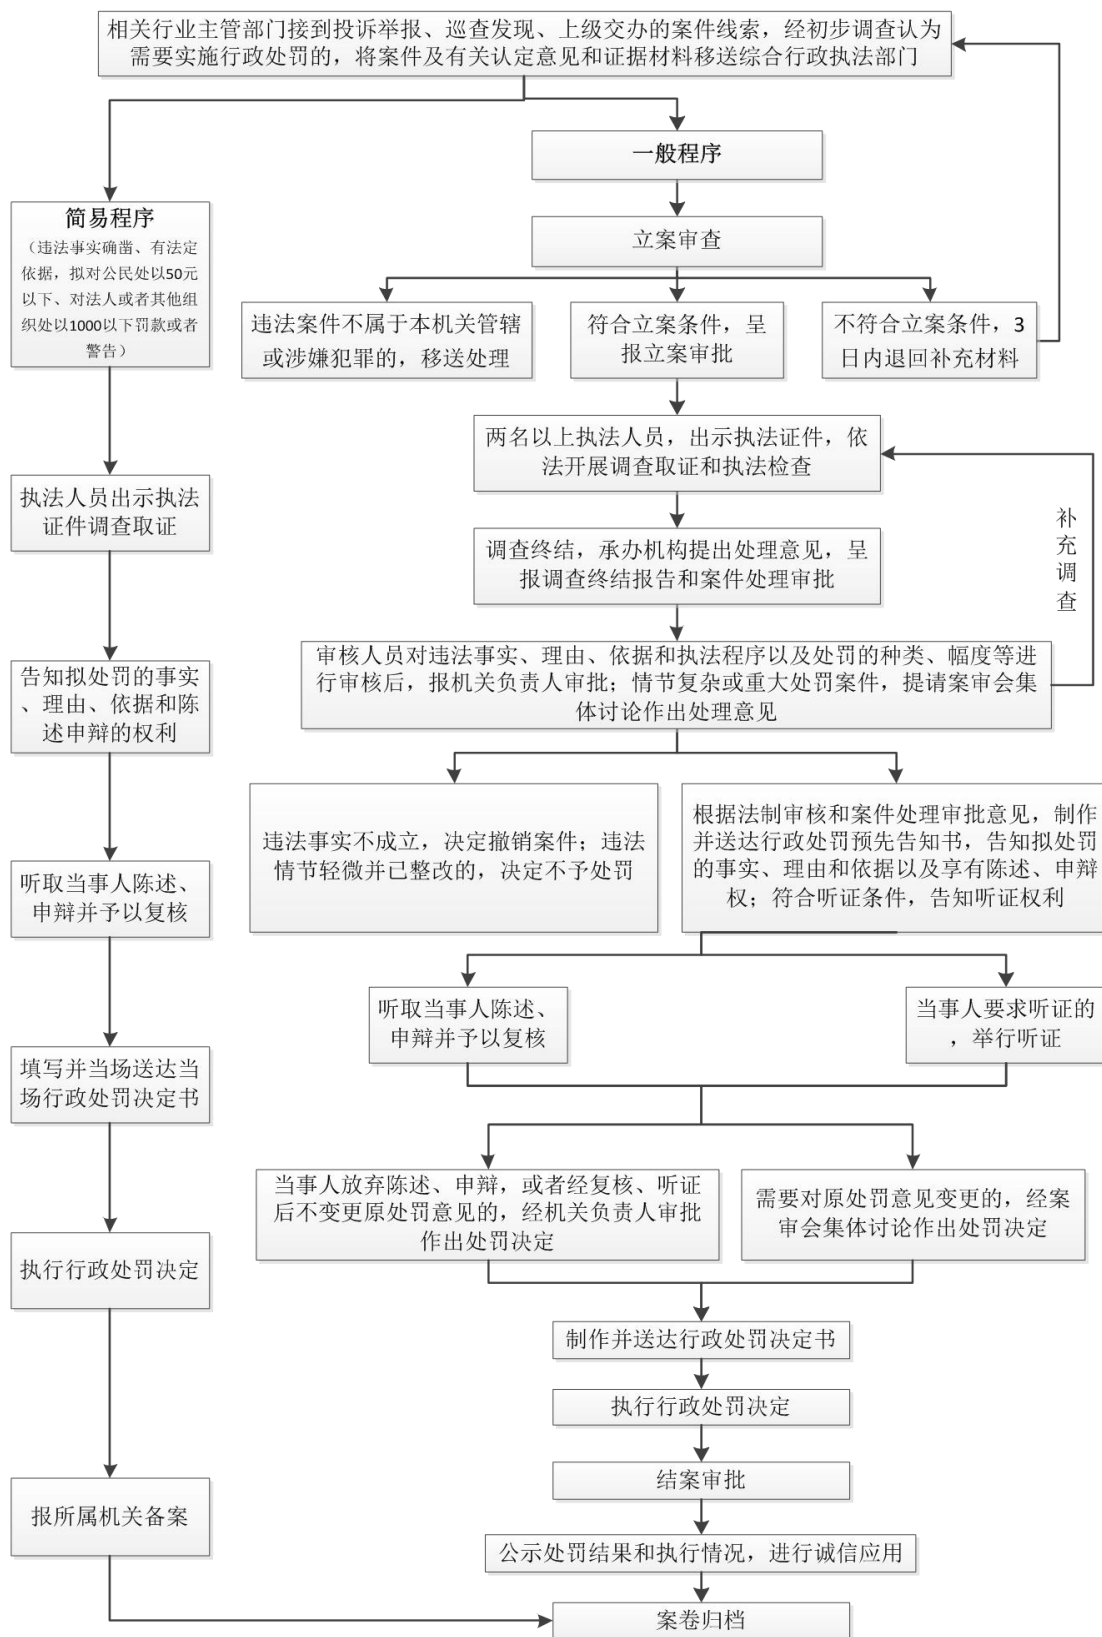 相关行业主管部门接到投诉举报、巡查发现、上级交办的案件线索，经初步调查认为
需要实施行政处罚的，将案件及有关认定意见和证据材料移送综合行政执法部门
一般程序
立案审查
简易程序
（违法事实确凿、有法定
依据，拟对公民处以50元
以下、对法人或者其他组
织处以1000以下罚款或者
警告）
违法案件不属于本机关管辖
或涉嫌犯罪的，移送处理
符合立案条件，呈
报立案审批
不符合立案条件，3
日内退回补充材料
两名以上执法人员，出示执法证件，依
法开展调查取证和执法检查
执法人员出示执法
证件调查取证
补
充
调
查
调查终结，承办机构提出处理意见，呈
报调查终结报告和案件处理审批
审核人员对违法事实、理由、依据和执法程序以及处罚的种类、幅度等进
行审核后，报机关负责人审批；情节复杂或重大处罚案件，提请案审会集
体讨论作出处理意见
告知拟处罚的事实
、理由、依据和陈
述申辩的权利
违法事实不成立，决定撤销案件；违法
情节轻微并已整改的，决定不予处罚
根据法制审核和案件处理审批意见，制作
并送达行政处罚预先告知书，告知拟处罚
的事实、理由和依据以及享有陈述、申辩
权；符合听证条件，告知听证权利
听取当事人陈述、
申辩并予以复核
听取当事人陈述、
申辩并予以复核
当事人要求听证的
，举行听证
填写并当场送达当
场行政处罚决定书
当事人放弃陈述、申辩，或者经复核、听证
后不变更原处罚意见的，经机关负责人审批
作出处罚决定
需要对原处罚意见变更的，经案
审会集体讨论作出处罚决定
执行行政处罚决定
制作并送达行政处罚决定书
执行行政处罚决定
结案审批
报所属机关备案
公示处罚结果和执行情况，进行诚信应用
案卷归档